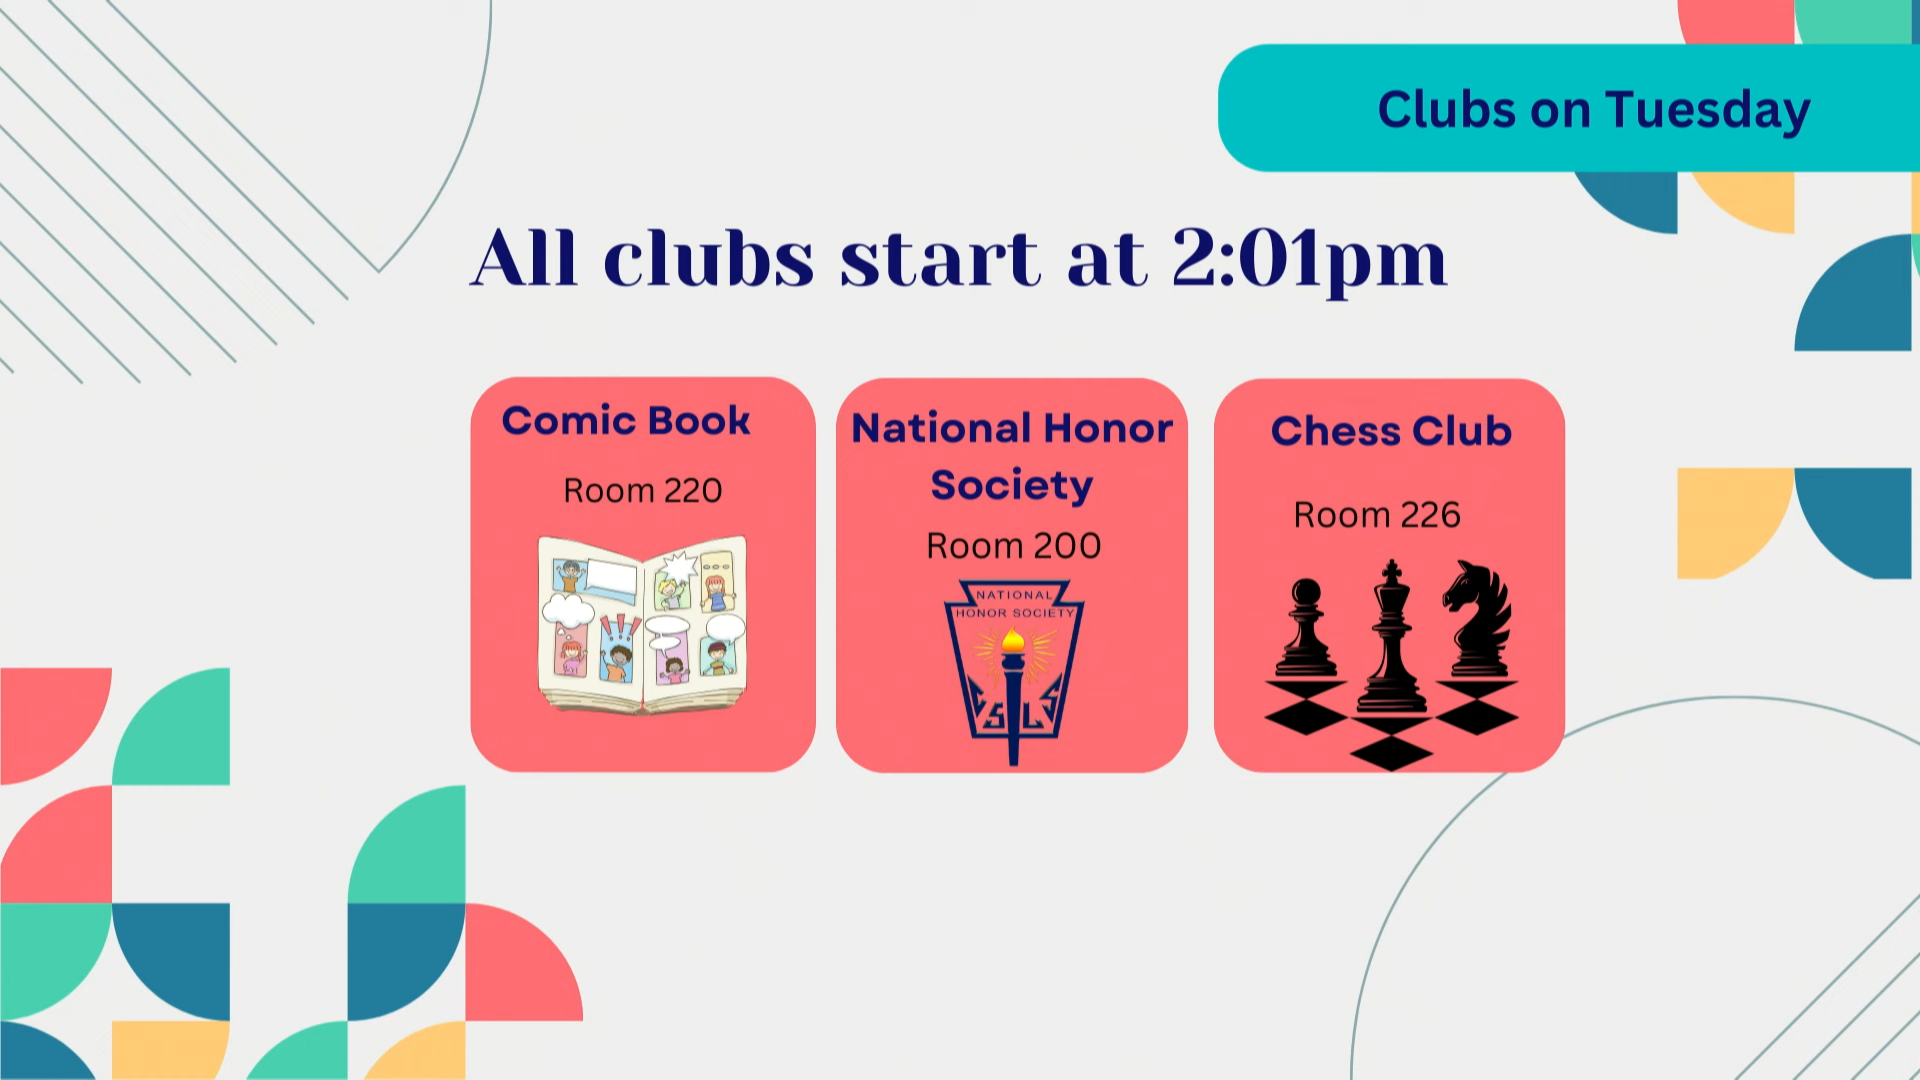 Clubs on Tuesday
All clubs start at 2:01pm
Comic Book
Room 220
National Honor
Society
Room 200
NATIONAL
HONOR SOCIETY
C S L S
Chess Club
Room 226